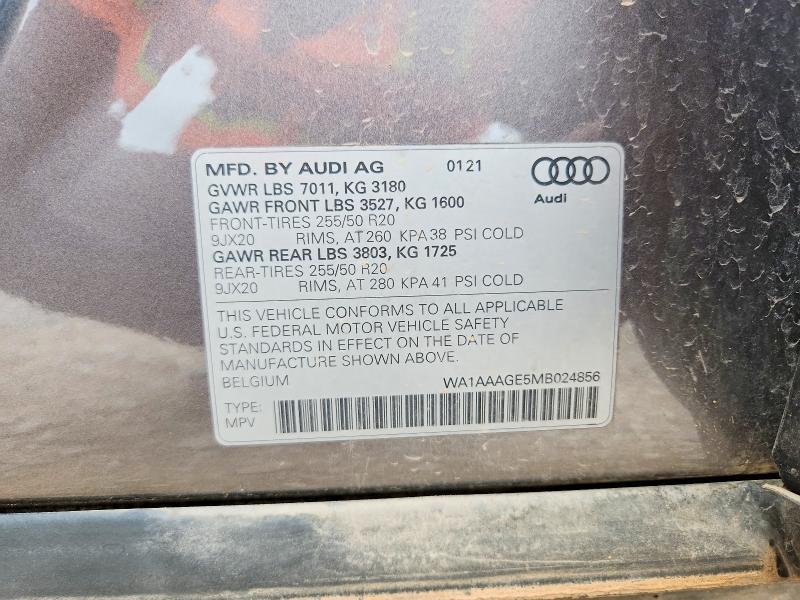 MFD. BY AUDI AG 0121
GVWR LBS 7011, KG 3180
GAWR FRONT LBS 3527, KG 1600
FRONT-TIRES 255/50 R20
9JX20 RIMS, AT 260 KPA 38 PSI COLD
GAWR REAR LBS 3803, KG 1725
REAR-TIRES 255/50 R20
9JX20 RIMS, AT 280 KPA 41 PSI COLD
Audi
THIS VEHICLE CONFORMS TO ALL APPLICABLE
U.S. FEDERAL MOTOR VEHICLE SAFETY
STANDARDS IN EFFECT ON THE DATE OF
MANUFACTURE SHOWN ABOVE.
BELGIUM WA1AAAGE5MB024856
TYPE:
MPV